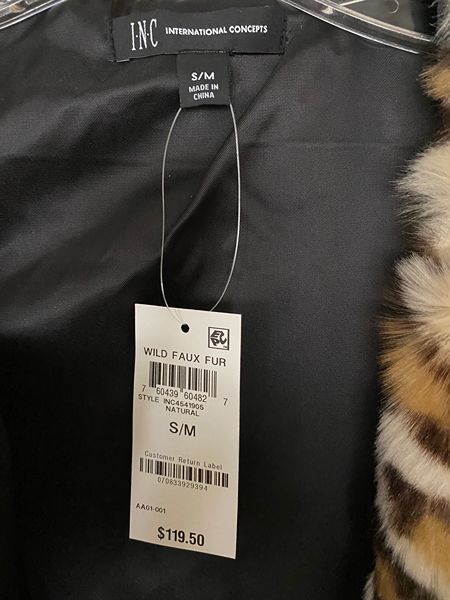 I·N·C INTERNATIONAL CONCEPTS
S/M
MADE IN
CHINA
WILD FAUX FUR
7 60439 60482 7
STYLE INC4541905
NATURAL
S/M
Customer Return Label
070833929394
AA01-001
$119.50